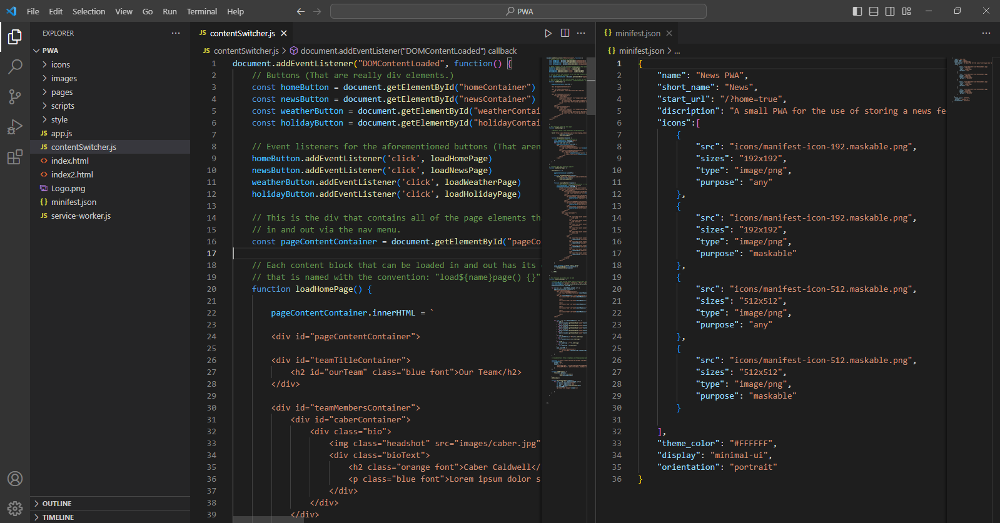 File Edit Selection View Go Run Terminal Help
PWA
EXPLORER
PWA
icons
images
pages
scripts
style
JS app.js
JS contentSwitcher.js
<> index.html
<> index2.html
Logo.png
{} minifest.json
JS service-worker.js
OUTLINE
TIMELINE
JS contentSwitcher.js
JS contentSwitcher.js > document.addEventListener("DOMContentLoaded") callback
1 document.addEventListener("DOMContentLoaded", function() {
2 // Buttons (That are really div elements.)
3 const homeButton = document.getElementById("homeContainer")
4 const newsButton = document.getElementById("newsContainer")
5 const weatherButton = document.getElementById("weatherContai
6 const holidayButton = document.getElementById("holidayContai
7
8 // Event listeners for the aforementioned buttons (That aren
9 homeButton.addEventListener('click', loadHomePage)
10 newsButton.addEventListener('click', loadNewsPage)
11 weatherButton.addEventListener('click', loadWeatherPage)
12 holidayButton.addEventListener('click', loadHolidayPage)
13
14 // This is the div that contains all of the page elements th
15 // in and out via the nav menu.
16 const pageContentContainer = document.getElementById("pageCo
17
18 // Each content block that can be loaded in and out has its
19 // that is named with the convention: "load${name}page() {}"
20 function loadHomePage() {
21
22 pageContentContainer.innerHTML = `
23
24 <div id="pageContentContainer">
25
26 <div id="teamTitleContainer">
27 <h2 id="ourTeam" class="blue font">Our Team</h2>
28 </div>
29
30 <div id="teamMembersContainer">
31 <div id="caberContainer">
32 <div class="bio">
33 <img class="headshot" src="images/caber.jpg"
34 <div class="bioText">
35 <h2 class="orange font">Caber Caldwell</
36 <p class="blue font">Lorem ipsum dolor s
37 </div>
38 </div>
39 </div>
{} minifest.json
{} minifest.json > ...
1 {
2 "name": "News PWA",
3 "short_name": "News",
4 "start_url": "/?home=true",
5 "discription": "A small PWA for the use of storing a news fe
6 "icons":[
7 {
8 "src": "icons/manifest-icon-192.maskable.png",
9 "sizes": "192x192",
10 "type": "image/png",
11 "purpose": "any"
12 },
13 {
14 "src": "icons/manifest-icon-192.maskable.png",
15 "sizes": "192x192",
16 "type": "image/png",
17 "purpose": "maskable"
18 },
19 {
20 "src": "icons/manifest-icon-512.maskable.png",
21 "sizes": "512x512",
22 "type": "image/png",
23 "purpose": "any"
24 },
25 {
26 "src": "icons/manifest-icon-512.maskable.png",
27 "sizes": "512x512",
28 "type": "image/png",
29 "purpose": "maskable"
30 }
31
32 ],
33 "theme_color": "#FFFFFF",
34 "display": "minimal-ui",
35 "orientation": "portrait"
36 }